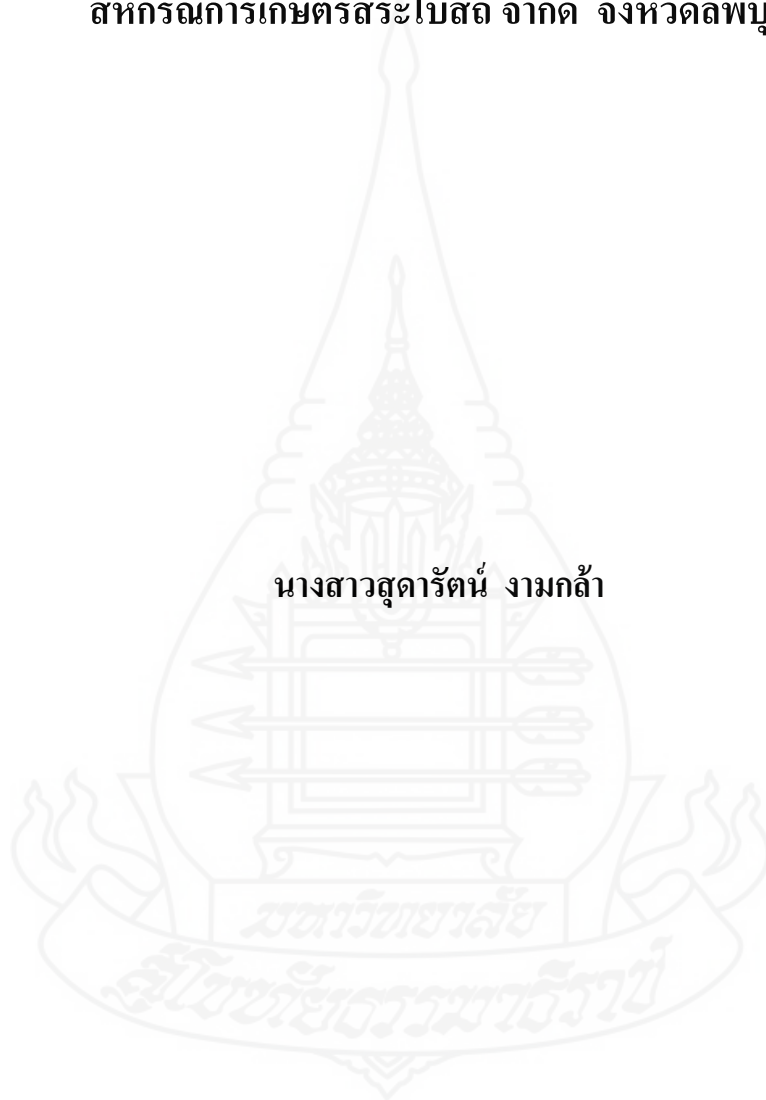 สหกรณ์การเกษตรสระโบสถ์ จำกัด จังหวัดลพบุ
นางสาวสุดารัตน์ งามกล้า
มหาวิทยาลัย
สุโขทัยธรรมาธิราช